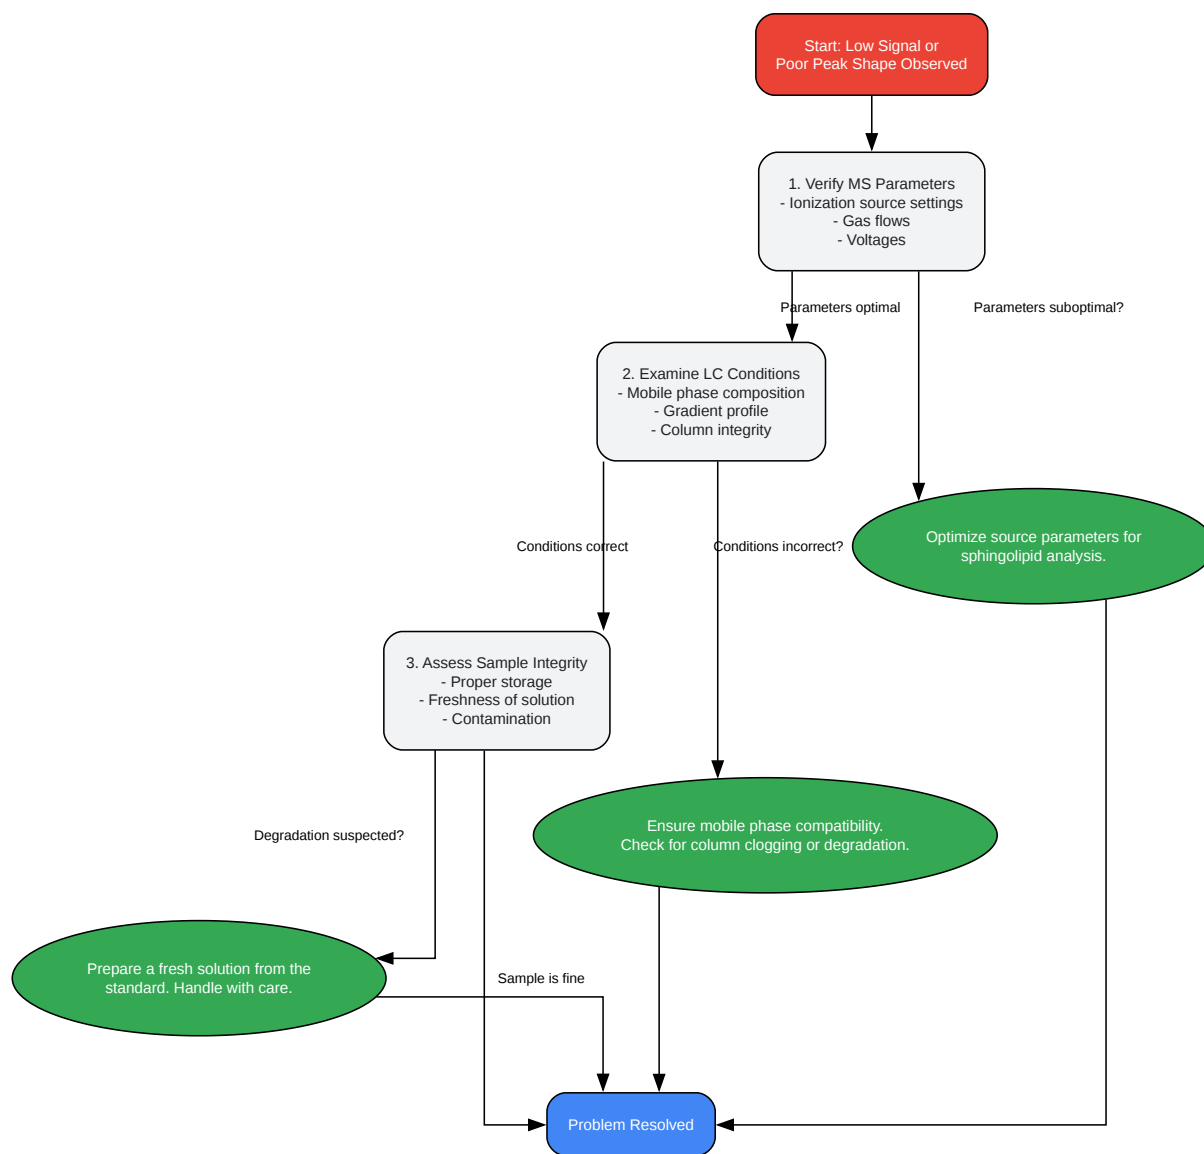 Start: Low Signal or
Poor Peak Shape Observed
1. Verify MS Parameters
- Ionization source settings
- Gas flows
- Voltages
Parameters optimal
Parameters suboptimal?
2. Examine LC Conditions
- Mobile phase composition
- Gradient profile
- Column integrity
Optimize source parameters for
sphingolipid analysis.
Conditions correct
Conditions incorrect?
3. Assess Sample Integrity
- Proper storage
- Freshness of solution
- Contamination
Ensure mobile phase compatibility.
Check for column clogging or degradation.
Degradation suspected?
Prepare a fresh solution from the
standard. Handle with care.
Sample is fine
Problem Resolved